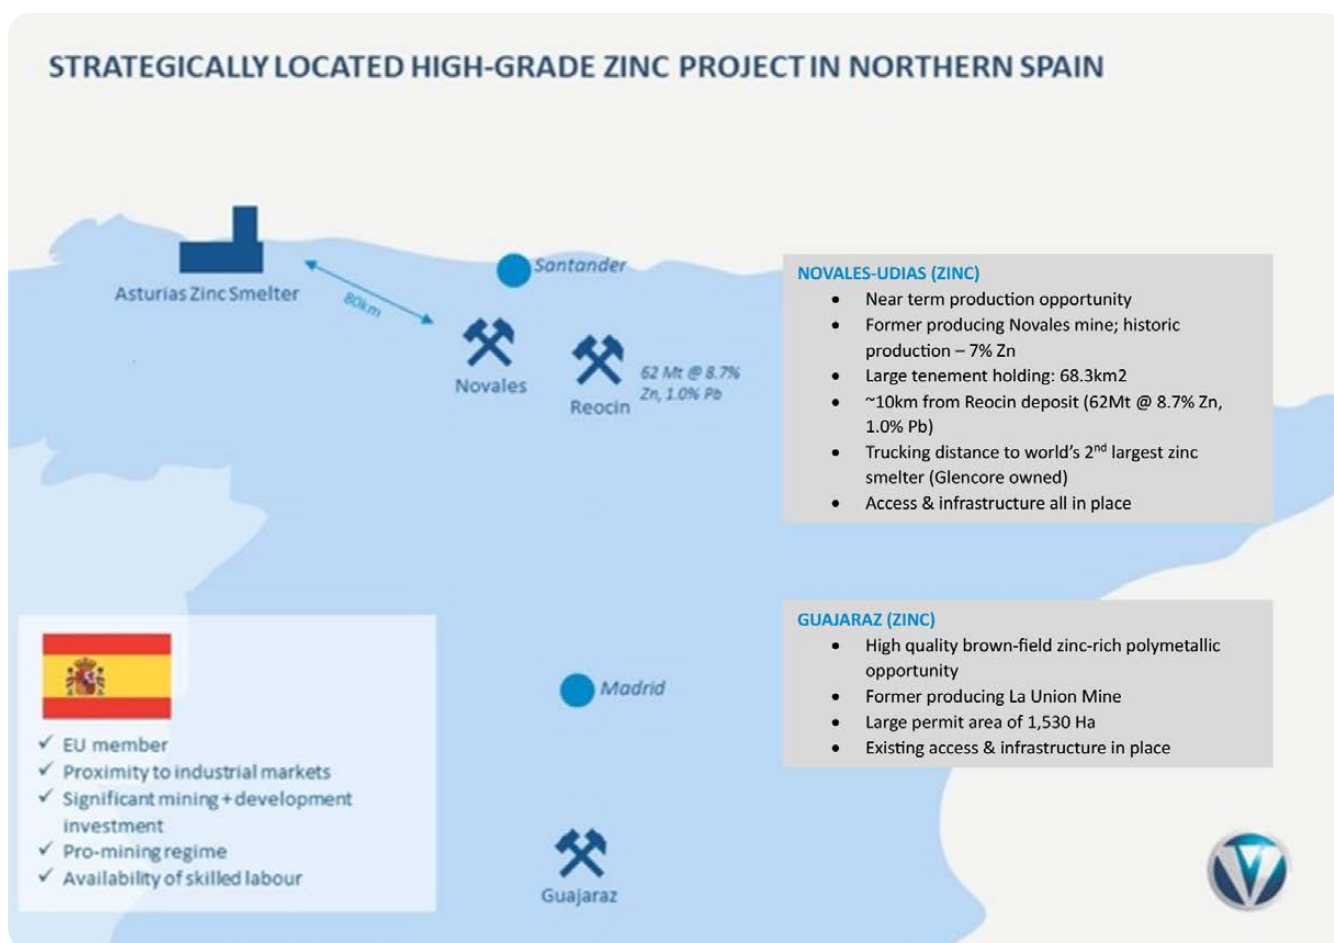 STRATEGICALLY LOCATED HIGH-GRADE ZINC PROJECT IN NORTHERN SPAIN
Asturias Zinc Smelter
80km
Santander
Novales
Reocin
62 Mt @ 8.7%
Zn, 1.0% Pb
NOVALES-UDIAS (ZINC)
• Near term production opportunity
• Former producing Novales mine; historic
production – 7% Zn
• Large tenement holding: 68.3km2
• ~10km from Reocin deposit (62Mt @ 8.7% Zn,
1.0% Pb)
• Trucking distance to world's 2nd largest zinc
smelter (Glencore owned)
• Access & infrastructure all in place
GUAJARAZ (ZINC)
• High quality brown-field zinc-rich polymetallic
opportunity
• Former producing La Union Mine
• Large permit area of 1,530 Ha
• Existing access & infrastructure in place
Madrid
✓ EU member
✓ Proximity to industrial markets
✓ Significant mining + development
investment
✓ Pro-mining regime
✓ Availability of skilled labour
Guajaraz
V